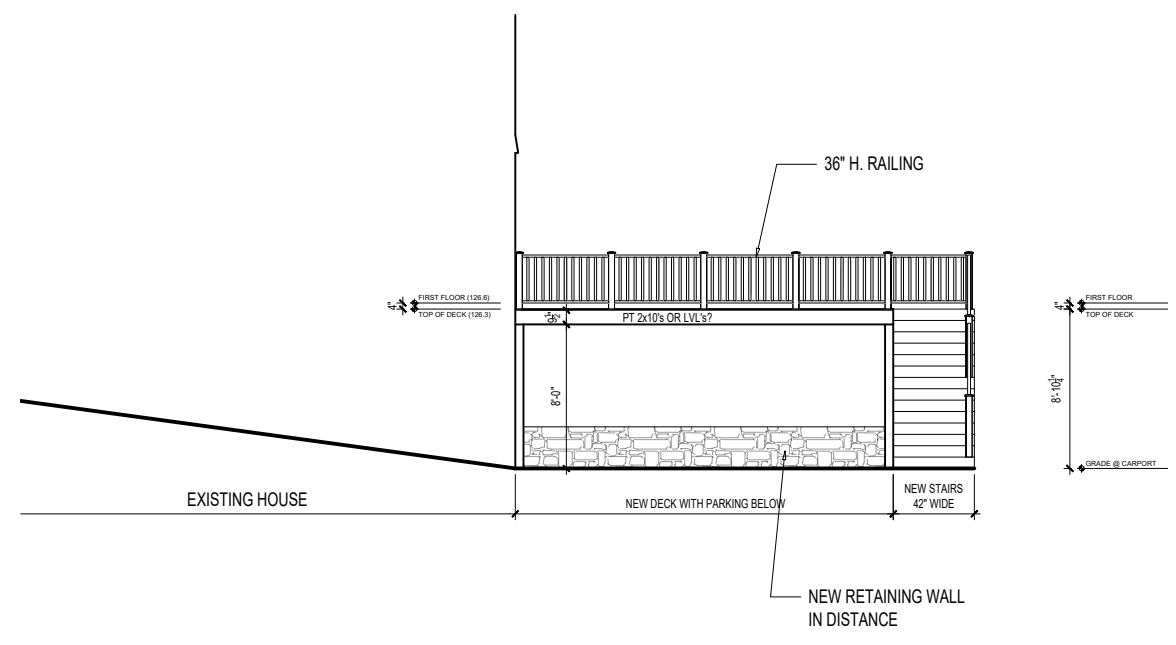 36" H. RAILING
4"
FIRST FLOOR (126.6)
TOP OF DECK (126.3)
9½"
PT 2x10's OR LVL's?
4"
FIRST FLOOR
TOP OF DECK
8'-0"
8'-10¼"
GRADE @ CARPORT
EXISTING HOUSE
NEW DECK WITH PARKING BELOW
NEW STAIRS
42" WIDE
NEW RETAINING WALL
IN DISTANCE